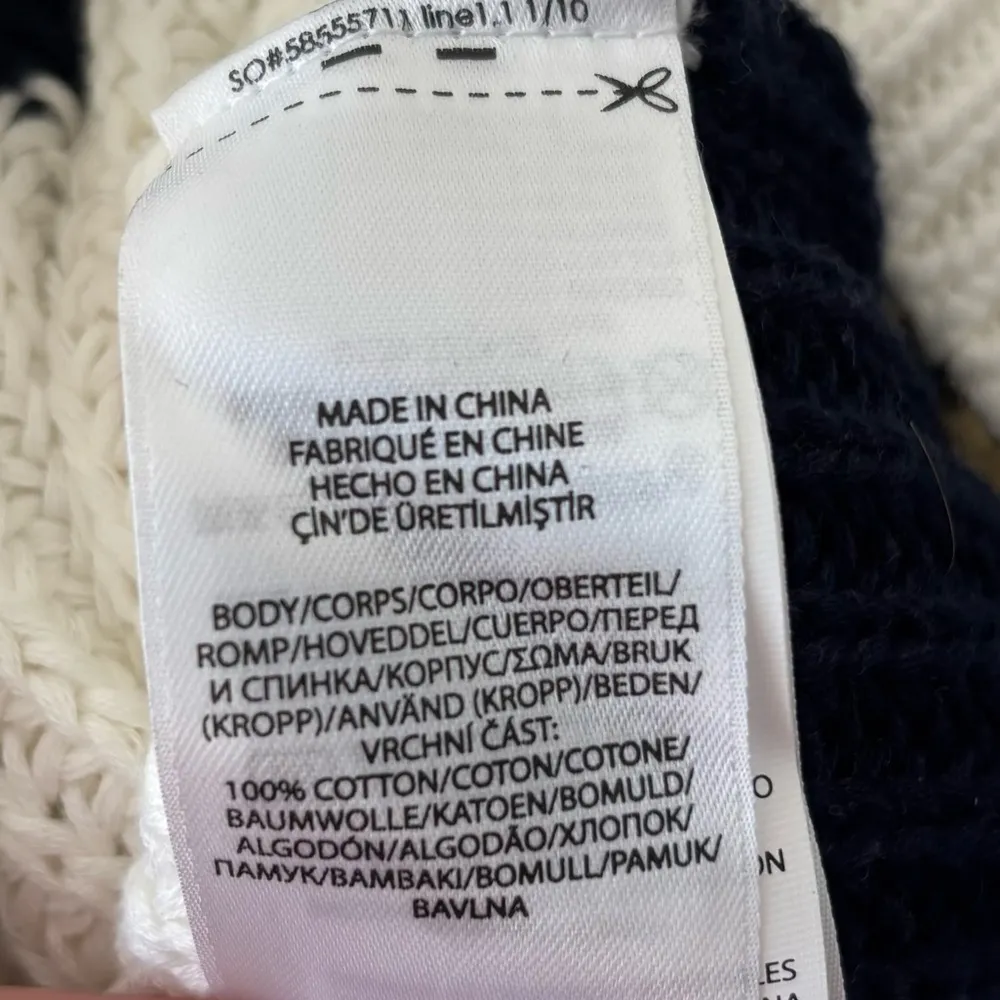 SO#58555711 line1.1 1/10
MADE IN CHINA
FABRIQUÉ EN CHINE
HECHO EN CHINA
ÇİN'DE ÜRETİLMİŞTİR
BODY/CORPS/CORPO/OBERTEIL/
ROMP/HOVEDDEL/CUERPO/ПЕРЕД
И СПИНКА/КОРПУС/ΣΩΜΑ/BRUK
(KROPP)/ANVÄND (KROPP)/BEDEN/
VRCHNÍ ČÁST:
100% COTTON/COTON/COTONE/
BAUMWOLLE/KATOEN/BOMULD/
ALGODÓN/ALGODÃO/ХЛОПОК/
ПАМУК/ΒΑΜΒΑΚΙ/BOMULL/PAMUK/
BAVLNA